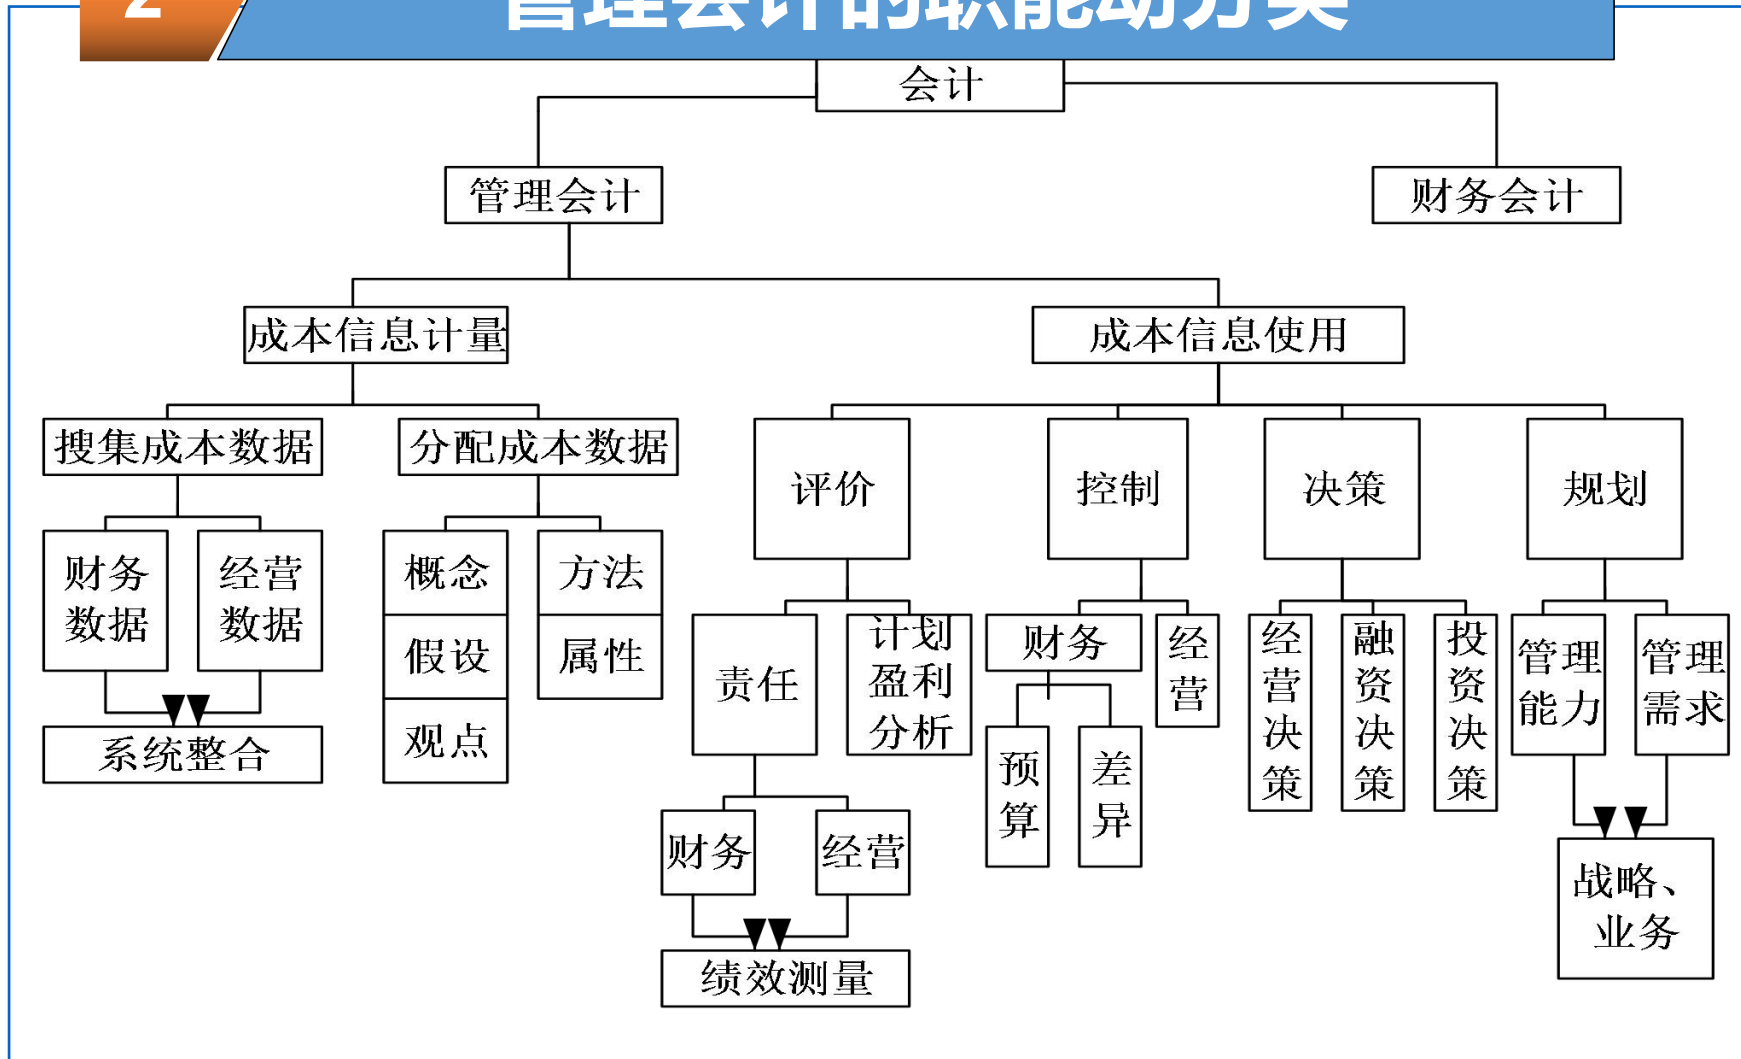 2
管理会计的职能动分类
会计
管理会计
财务会计
成本信息计量
成本信息使用
搜集成本数据
分配成本数据
评价
控制
决策
规划
财务
数据
经营
数据
概念
方法
假设
属性
观点
系统整合
责任
计划
盈利
分析
财务
经营
预算
差异
经营决策
融资决策
投资决策
管理
能力
管理
需求
财务
经营
绩效测量
战略、
业务